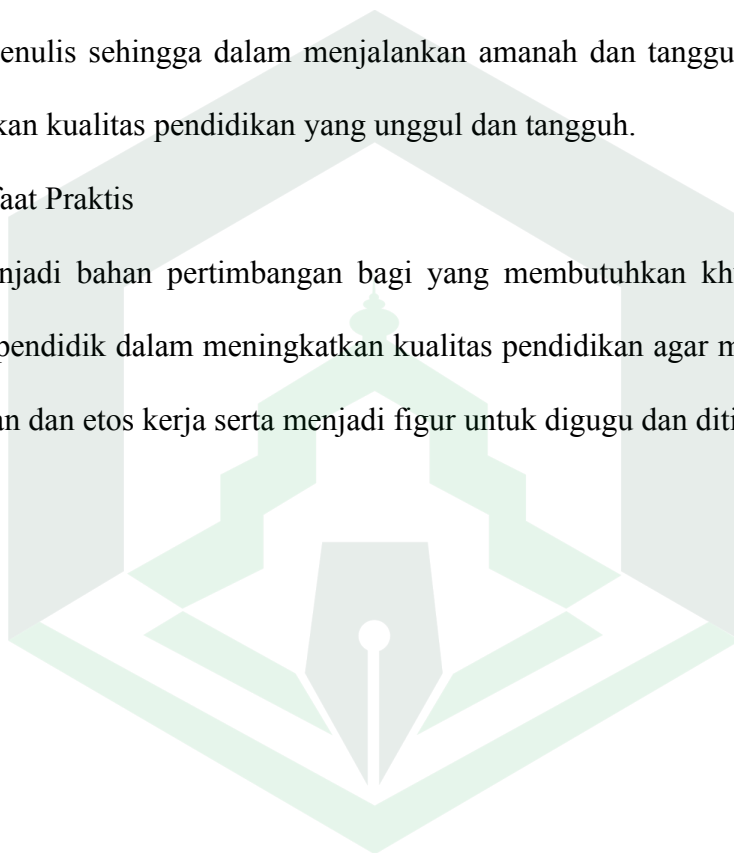 enulis sehingga dalam menjalankan amanah dan tanggu
kan kualitas pendidikan yang unggul dan tangguh.
faat Praktis
njadi bahan pertimbangan bagi yang membutuhkan kh
pendidik dalam meningkatkan kualitas pendidikan agar m
an dan etos kerja serta menjadi figur untuk digugu dan diti